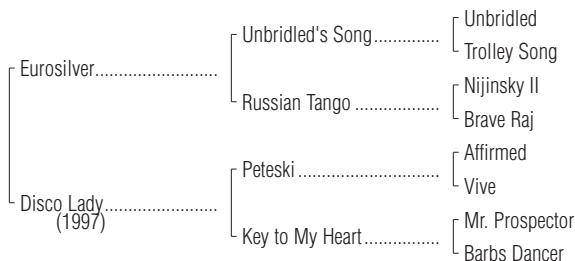 Unbridled
Unbridled's Song..............
Trolley Song
Eurosilver..........................
Nijinsky II
Russian Tango ..................
Brave Raj
Affirmed
Peteski ..............................
Vive
Disco Lady........................
(1997)
Mr. Prospector
Key to My Heart................
Barbs Dancer